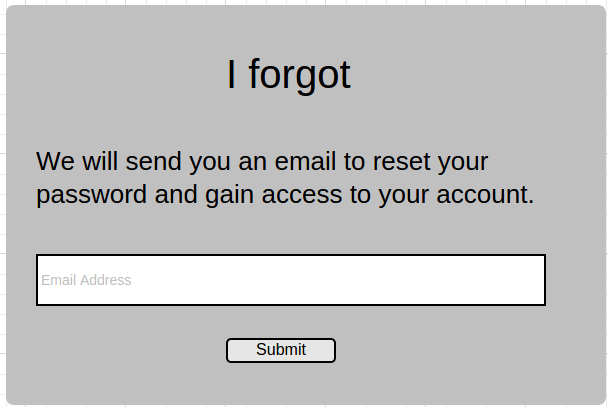 I forgot
We will send you an email to reset your
password and gain access to your account.
Email Address
Submit